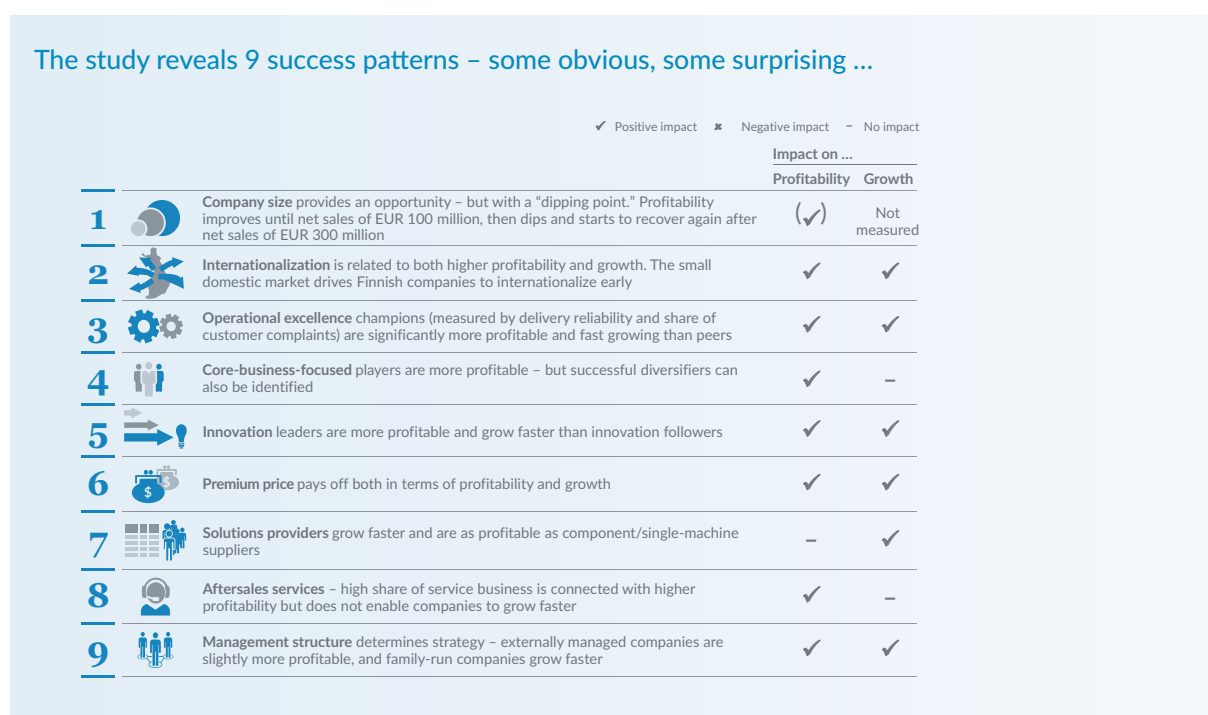 The study reveals 9 success patterns – some obvious, some surprising ...
✔ Positive impact ✖ Negative impact – No impact
Impact on ...
Profitability Growth
1
Company size provides an opportunity – but with a “dipping point.” Profitability
improves until net sales of EUR 100 million, then dips and starts to recover again after
net sales of EUR 300 million
(✔)
Not
measured
2
Internationalization is related to both higher profitability and growth. The small
domestic market drives Finnish companies to internationalize early
✔ ✔
3
Operational excellence champions (measured by delivery reliability and share of
customer complaints) are significantly more profitable and fast growing than peers
✔ ✔
4
Core-business-focused players are more profitable – but successful diversifiers can
also be identified
✔ –
5
Innovation leaders are more profitable and grow faster than innovation followers
✔ ✔
6
$ $
Premium price pays off both in terms of profitability and growth
✔ ✔
7
Solutions providers grow faster and are as profitable as component/single-machine
suppliers
– ✔
8
Aftersales services – high share of service business is connected with higher
profitability but does not enable companies to grow faster
✔ –
9
Management structure determines strategy – externally managed companies are
slightly more profitable, and family-run companies grow faster
✔ ✔